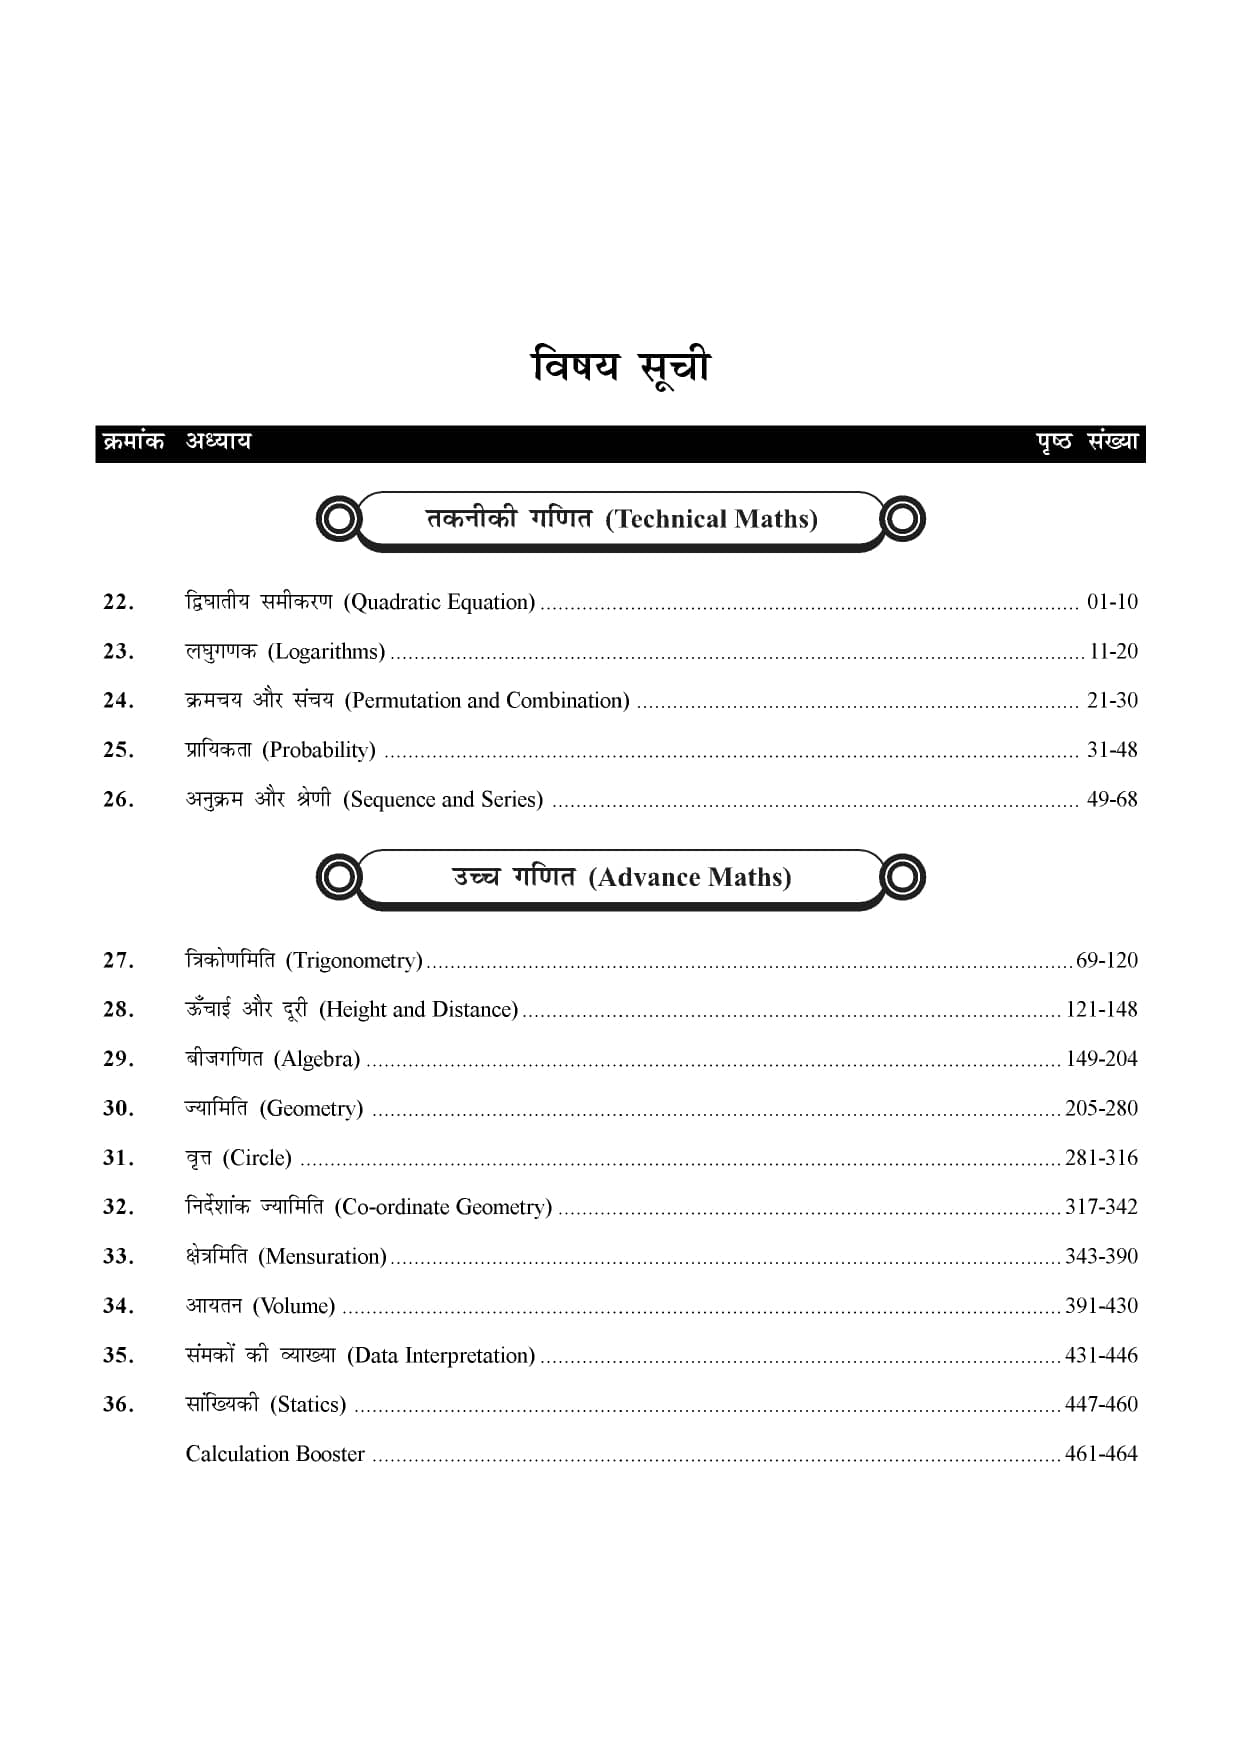 विषय सूची
क्रमांक अध्याय पृष्ठ संख्या
तकनीकी गणित (Technical Maths)
22. द्विघातीय समीकरण (Quadratic Equation) 01-10
23. लघुगणक (Logarithms) 11-20
24. क्रमचय और संचय (Permutation and Combination) 21-30
25. प्रायिकता (Probability) 31-48
26. अनुक्रम और श्रेणी (Sequence and Series) 49-68
उच्च गणित (Advance Maths)
27. त्रिकोणमिति (Trigonometry) 69-120
28. ऊँचाई और दूरी (Height and Distance) 121-148
29. बीजगणित (Algebra) 149-204
30. ज्यामिति (Geometry) 205-280
31. वृत्त (Circle) 281-316
32. निर्देशांक ज्यामिति (Co-ordinate Geometry) 317-342
33. क्षेत्रमिति (Mensuration) 343-390
34. आयतन (Volume) 391-430
35. संमकों की व्याख्या (Data Interpretation) 431-446
36. सांख्यिकी (Statics) 447-460
Calculation Booster 461-464